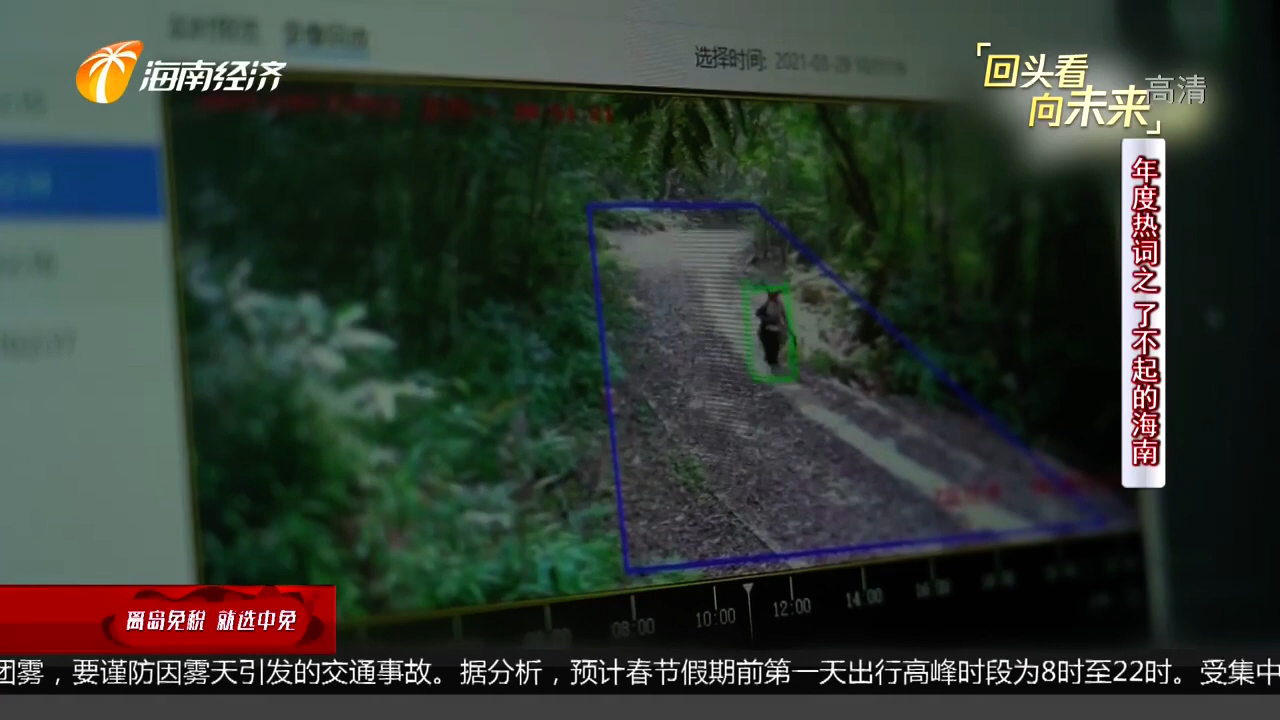 海南经济
选择时间:
回头看
向未来
高清
年度热词之 了不起的海南
08:00
10:00
12:00
14:00
离岛免税 就选中免
团雾，要谨防因雾天引发的交通事故。据分析，预计春节假期前第一天出行高峰时段为8时至22时。受集中